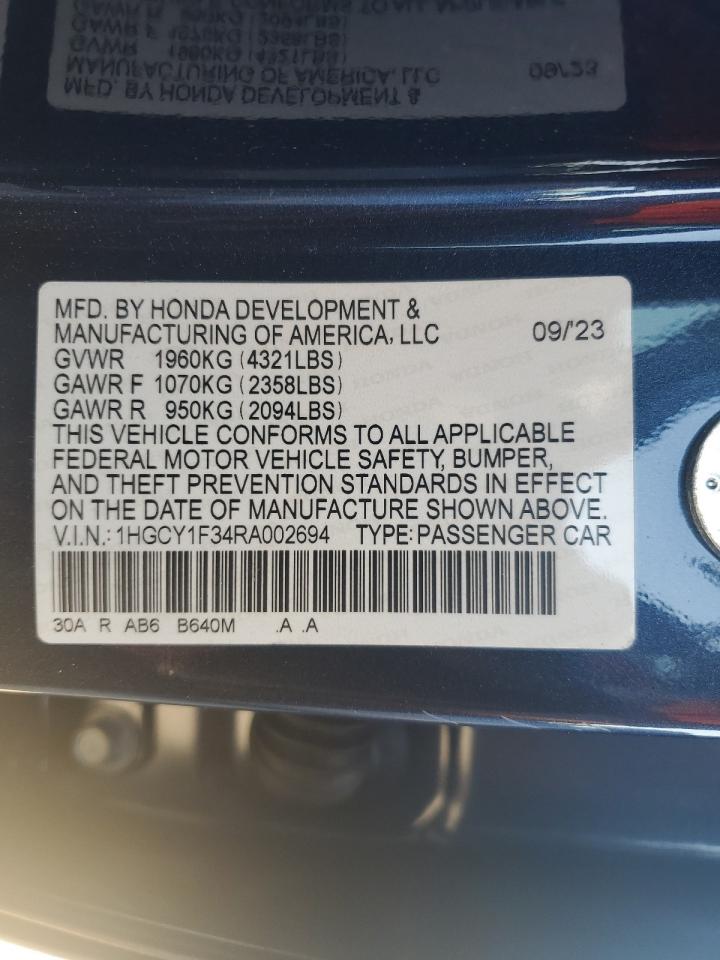 MFD. BY HONDA DEVELOPMENT &
MANUFACTURING OF AMERICA, LLC 09/'23
GVWR 1960KG (4321LBS)
GAWR F 1070KG (2358LBS)
GAWR R 950KG (2094LBS)
THIS VEHICLE CONFORMS TO ALL APPLICABLE
FEDERAL MOTOR VEHICLE SAFETY, BUMPER,
AND THEFT PREVENTION STANDARDS IN EFFECT
ON THE DATE OF MANUFACTURE SHOWN ABOVE.
V.I.N.: 1HGCY1F34RA002694 TYPE: PASSENGER CAR
30A R AB6 B640M .A .A